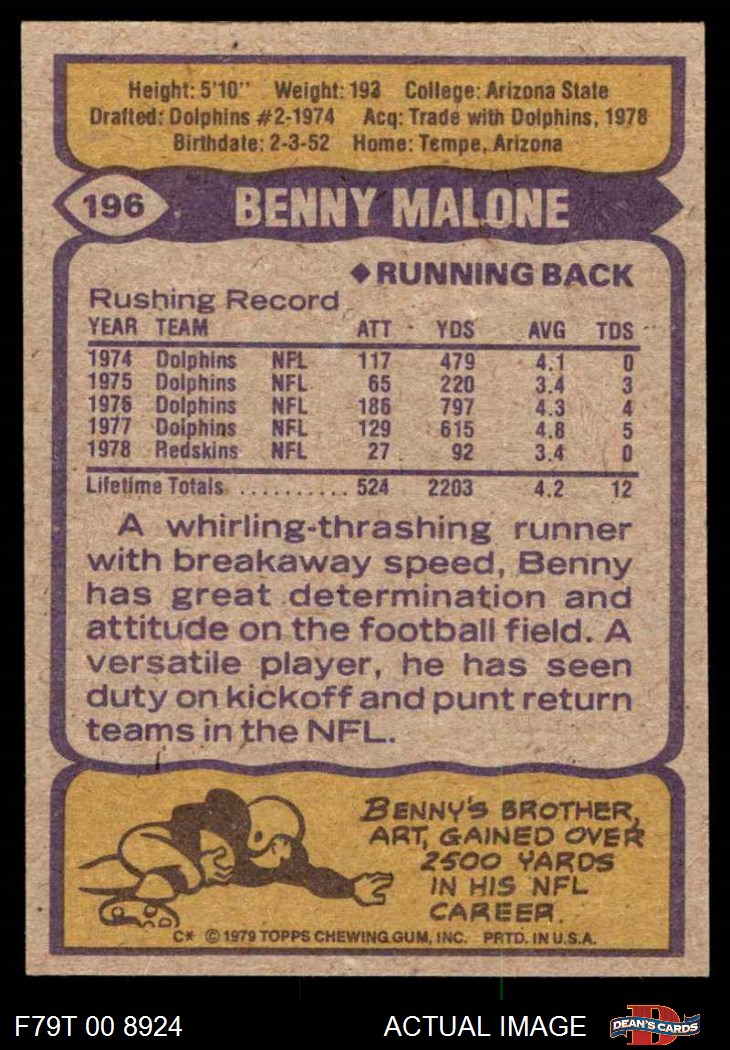 Height: 5'10" Weight: 193 College: Arizona State
Drafted: Dolphins #2-1974 Acq: Trade with Dolphins, 1978
Birthdate: 2-3-52 Home: Tempe, Arizona
196 BENNY MALONE
◆RUNNING BACK
Rushing Record
YEAR TEAM ATT YDS AVG TDS
1974 Dolphins NFL 117 479 4.1 0
1975 Dolphins NFL 65 220 3.4 3
1976 Dolphins NFL 186 797 4.3 4
1977 Dolphins NFL 129 615 4.8 5
1978 Redskins NFL 27 92 3.4 0
Lifetime Totals .......... 524 2203 4.2 12
A whirling-thrashing runner
with breakaway speed, Benny
has great determination and
attitude on the football field. A
versatile player, he has seen
duty on kickoff and punt return
teams in the NFL.
BENNY'S BROTHER,
ART, GAINED OVER
2500 YARDS
IN HIS NFL
CAREER.
C* © 1979 TOPPS CHEWING GUM, INC. PRTD. IN U.S.A.
F79T 00 8924 ACTUAL IMAGE DEAN'S CARDS